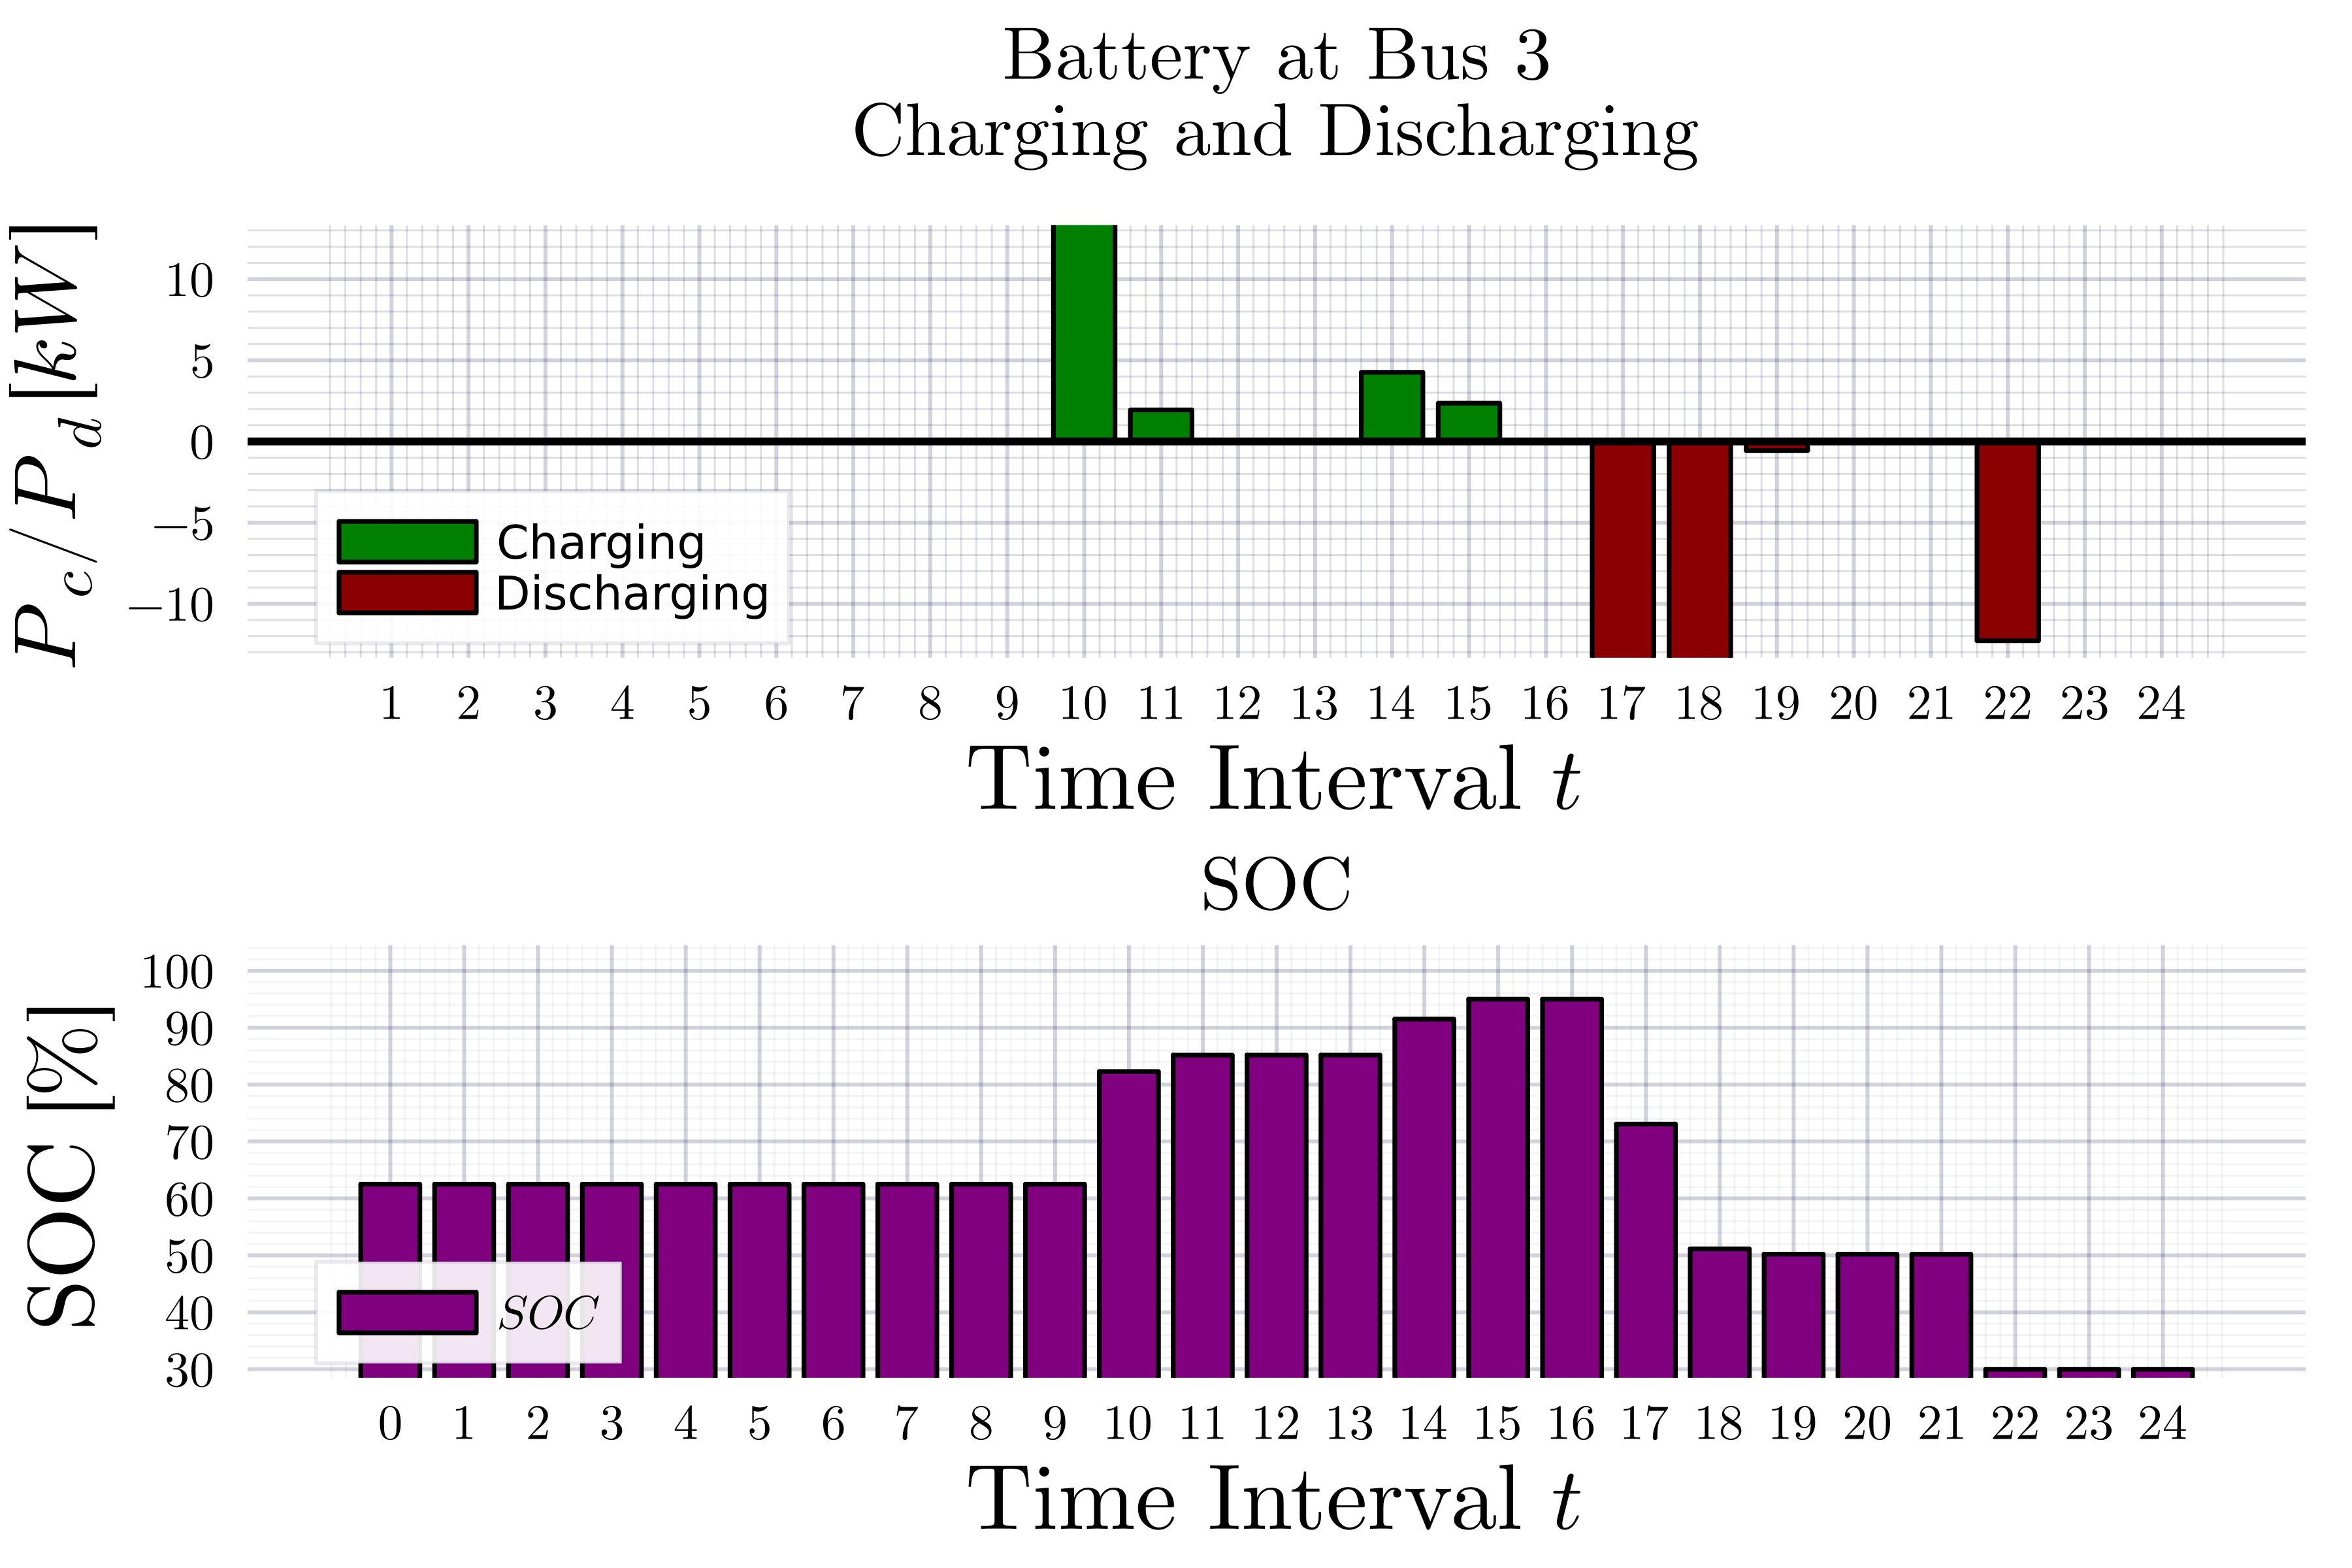 Battery at Bus 3
Charging and Discharging
P_c/P_d[kW]
10
5
0
−5
−10
Charging
Discharging
1 2 3 4 5 6 7 8 9 10 11 12 13 14 15 16 17 18 19 20 21 22 23 24
Time Interval t
SOC
SOC [%]
100
90
80
70
60
50
40
30
SOC
0 1 2 3 4 5 6 7 8 9 10 11 12 13 14 15 16 17 18 19 20 21 22 23 24
Time Interval t